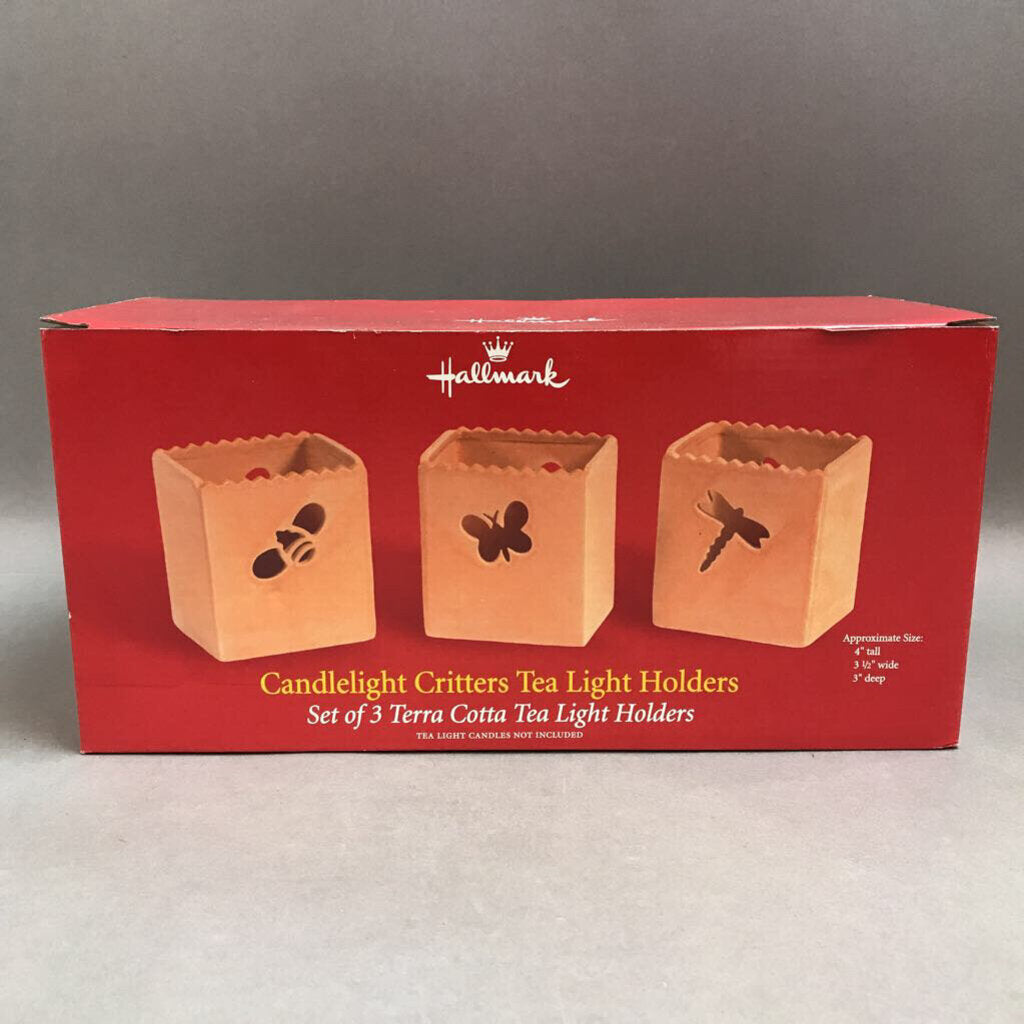 Hallmark
Hallmark
Approximate Size:
4" tall
3 1/2" wide
3" deep
Candlelight Critters Tea Light Holders
Set of 3 Terra Cotta Tea Light Holders
TEA LIGHT CANDLES NOT INCLUDED